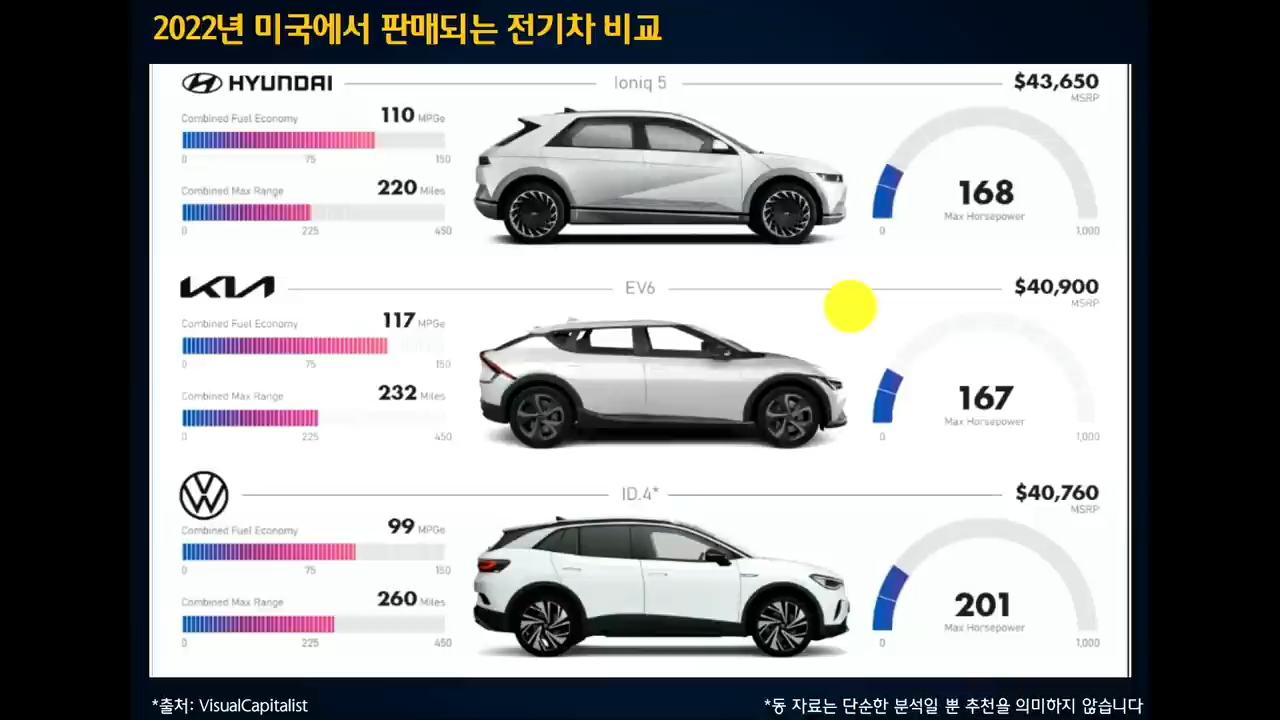 2022년 미국에서 판매되는 전기차 비교
HYUNDAI Ioniq 5 $43,650
MSRP
Combined Fuel Economy 110 MPGe
0 75 150
Combined Max Range 220 Miles
0 225 450
168
Max Horsepower
0 1,000
KIA EV6 $40,900
MSRP
Combined Fuel Economy 117 MPGe
0 75 150
Combined Max Range 232 Miles
0 225 450
167
Max Horsepower
0 1,000
VW ID.4* $40,760
MSRP
Combined Fuel Economy 99 MPGe
0 75 150
Combined Max Range 260 Miles
0 225 450
201
Max Horsepower
0 1,000
*출처: VisualCapitalist
*동 자료는 단순한 분석일 뿐 추천을 의미하지 않습니다